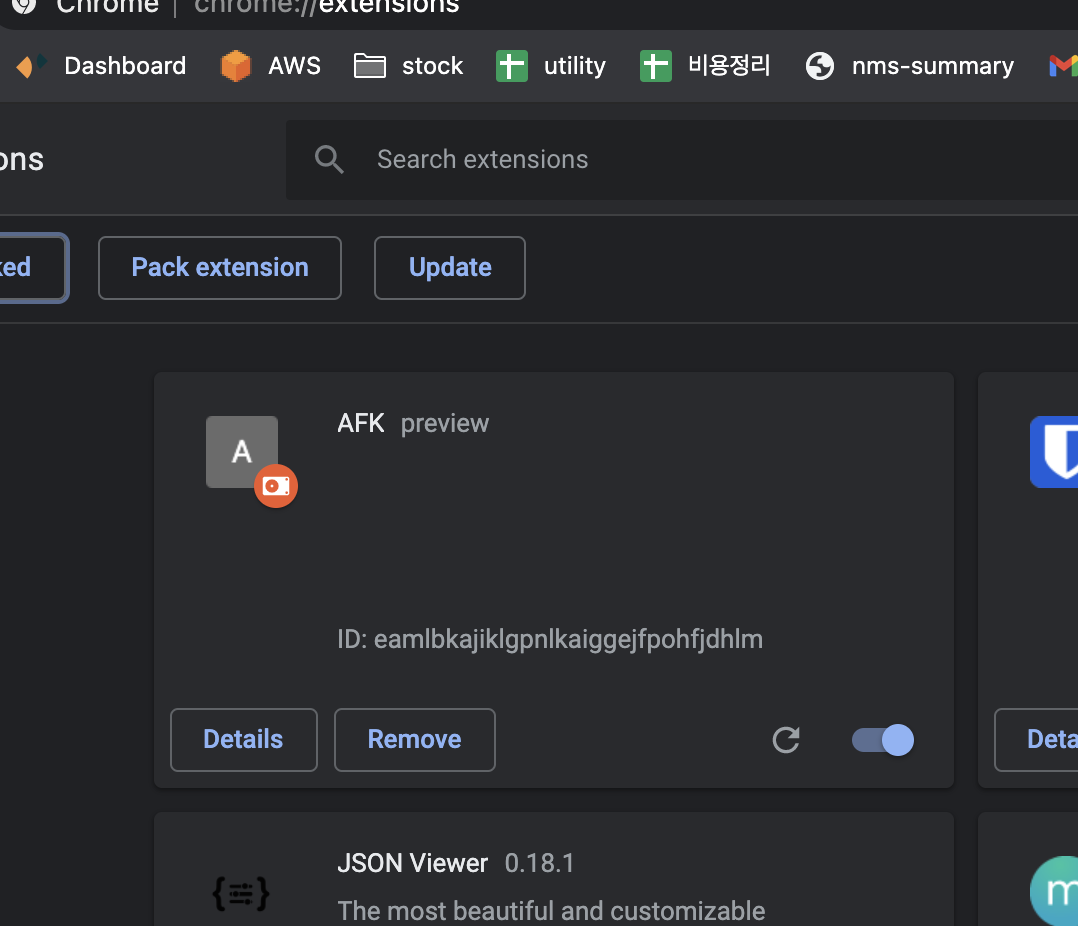 Chrome | chrome://extensions
Dashboard AWS stock utility 비용정리 nms-summary
ons
Search extensions
ked
Pack extension
Update
A
AFK preview
ID: eamlbkajiklgpnlkaiggejfpohfjdhlm
Details
Remove
Deta
JSON Viewer 0.18.1
The most beautiful and customizable
m